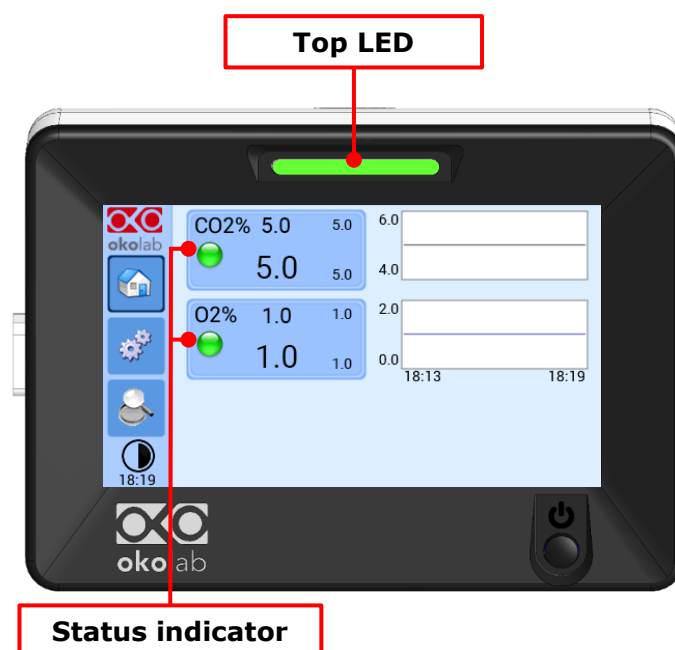 Top LED
okolab
CO2% 5.0 5.0
5.0 5.0
6.0
4.0
O2% 1.0 1.0
1.0 1.0
2.0
0.0
18:13 18:19
18:19
okolab
Status indicator